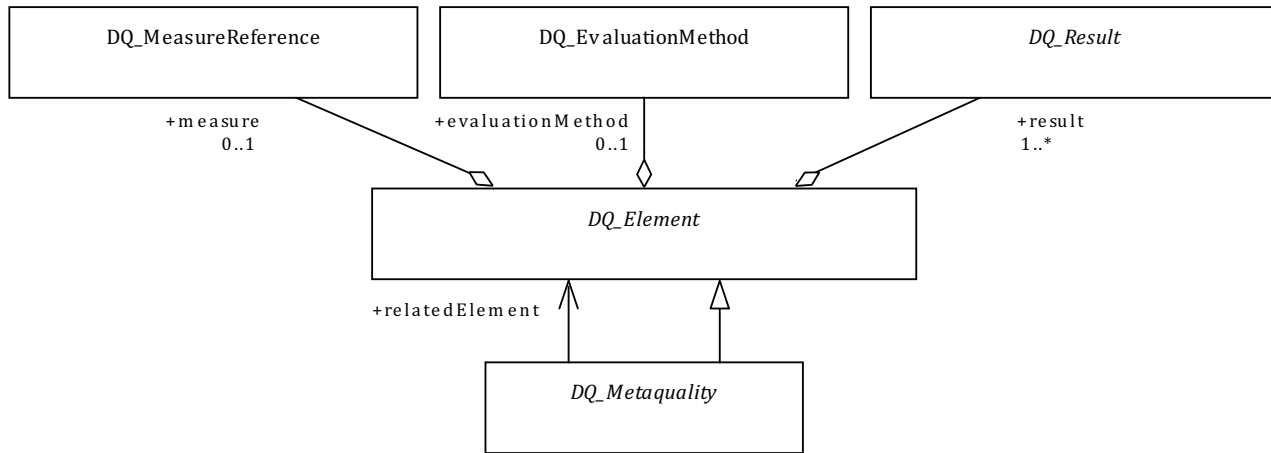 DQ_MeasureReference
DQ_EvaluationMethod
DQ_Result
+measure
0..1
+evaluationMethod
0..1
+result
1..*
DQ_Element
+relatedElement
DQ_Metaquality